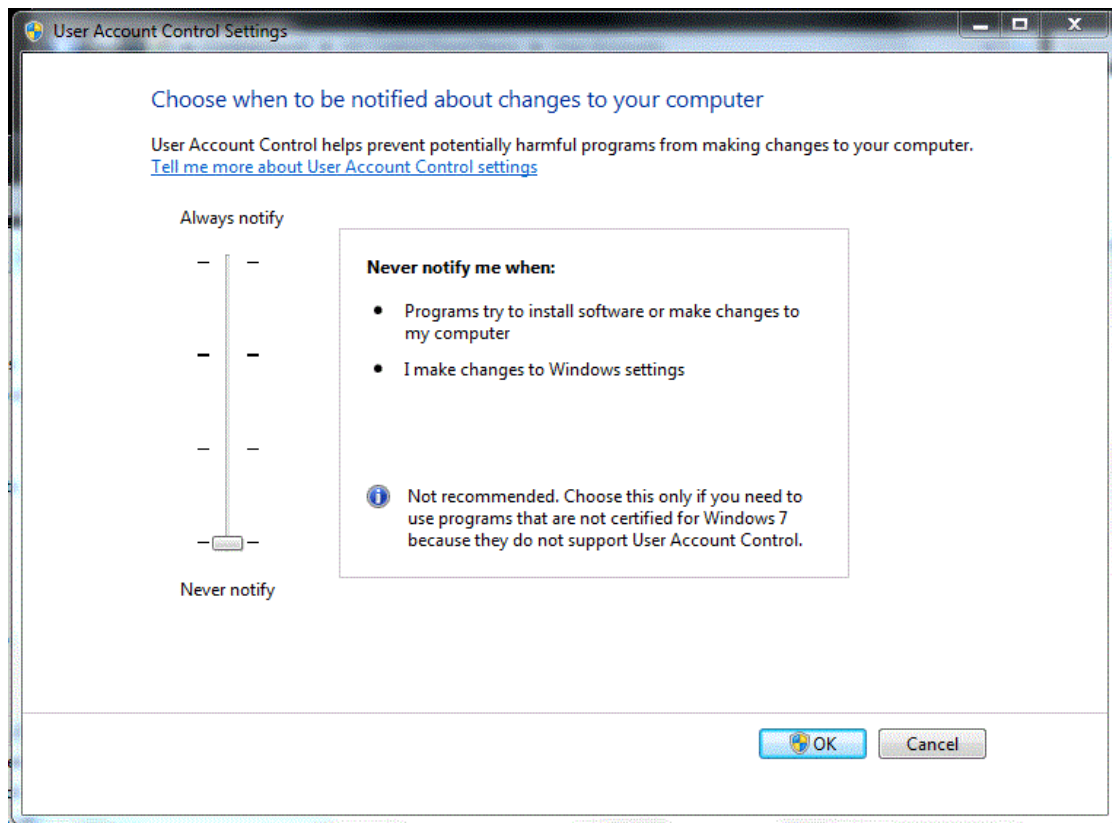 User Account Control Settings
Choose when to be notified about changes to your computer
User Account Control helps prevent potentially harmful programs from making changes to your computer.
Tell me more about User Account Control settings
Always notify
Never notify me when:
• Programs try to install software or make changes to
my computer
• I make changes to Windows settings
Not recommended. Choose this only if you need to
use programs that are not certified for Windows 7
because they do not support User Account Control.
Never notify
OK
Cancel